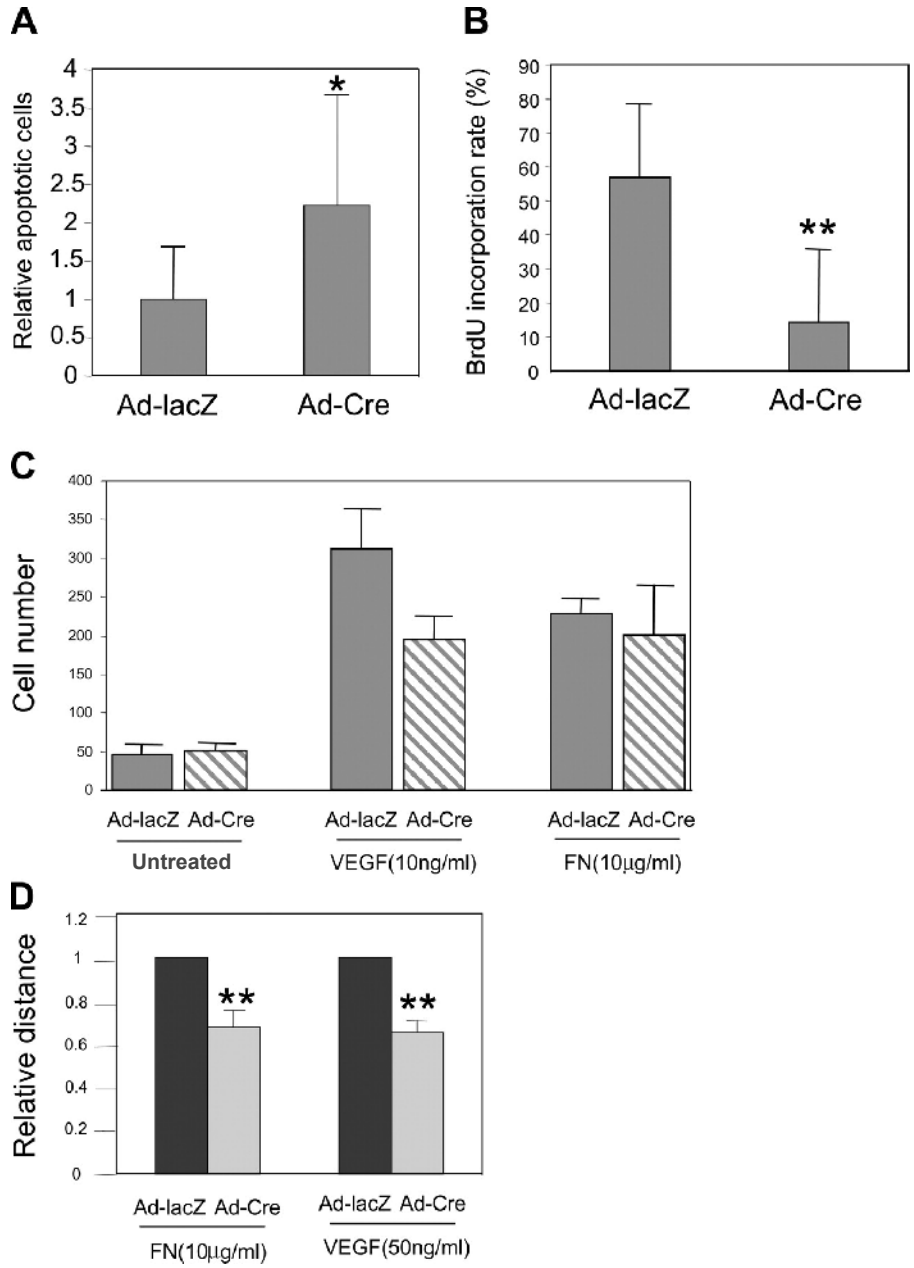 A
Relative apoptotic cells
4
3.5
3
2.5
2
1.5
1
0.5
0
*
Ad-lacZ Ad-Cre
B
BrdU incorporation rate (%)
90
80
70
60
50
40
30
20
10
0
**
Ad-lacZ Ad-Cre
C
Cell number
400
350
300
250
200
150
100
50
0
Ad-lacZ Ad-Cre Ad-lacZ Ad-Cre Ad-lacZ Ad-Cre
Untreated VEGF(10ng/ml) FN(10μg/ml)
D
Relative distance
1.2
1
0.8
0.6
0.4
0.2
0
** **
Ad-lacZ Ad-Cre Ad-lacZ Ad-Cre
FN(10μg/ml) VEGF(50ng/ml)